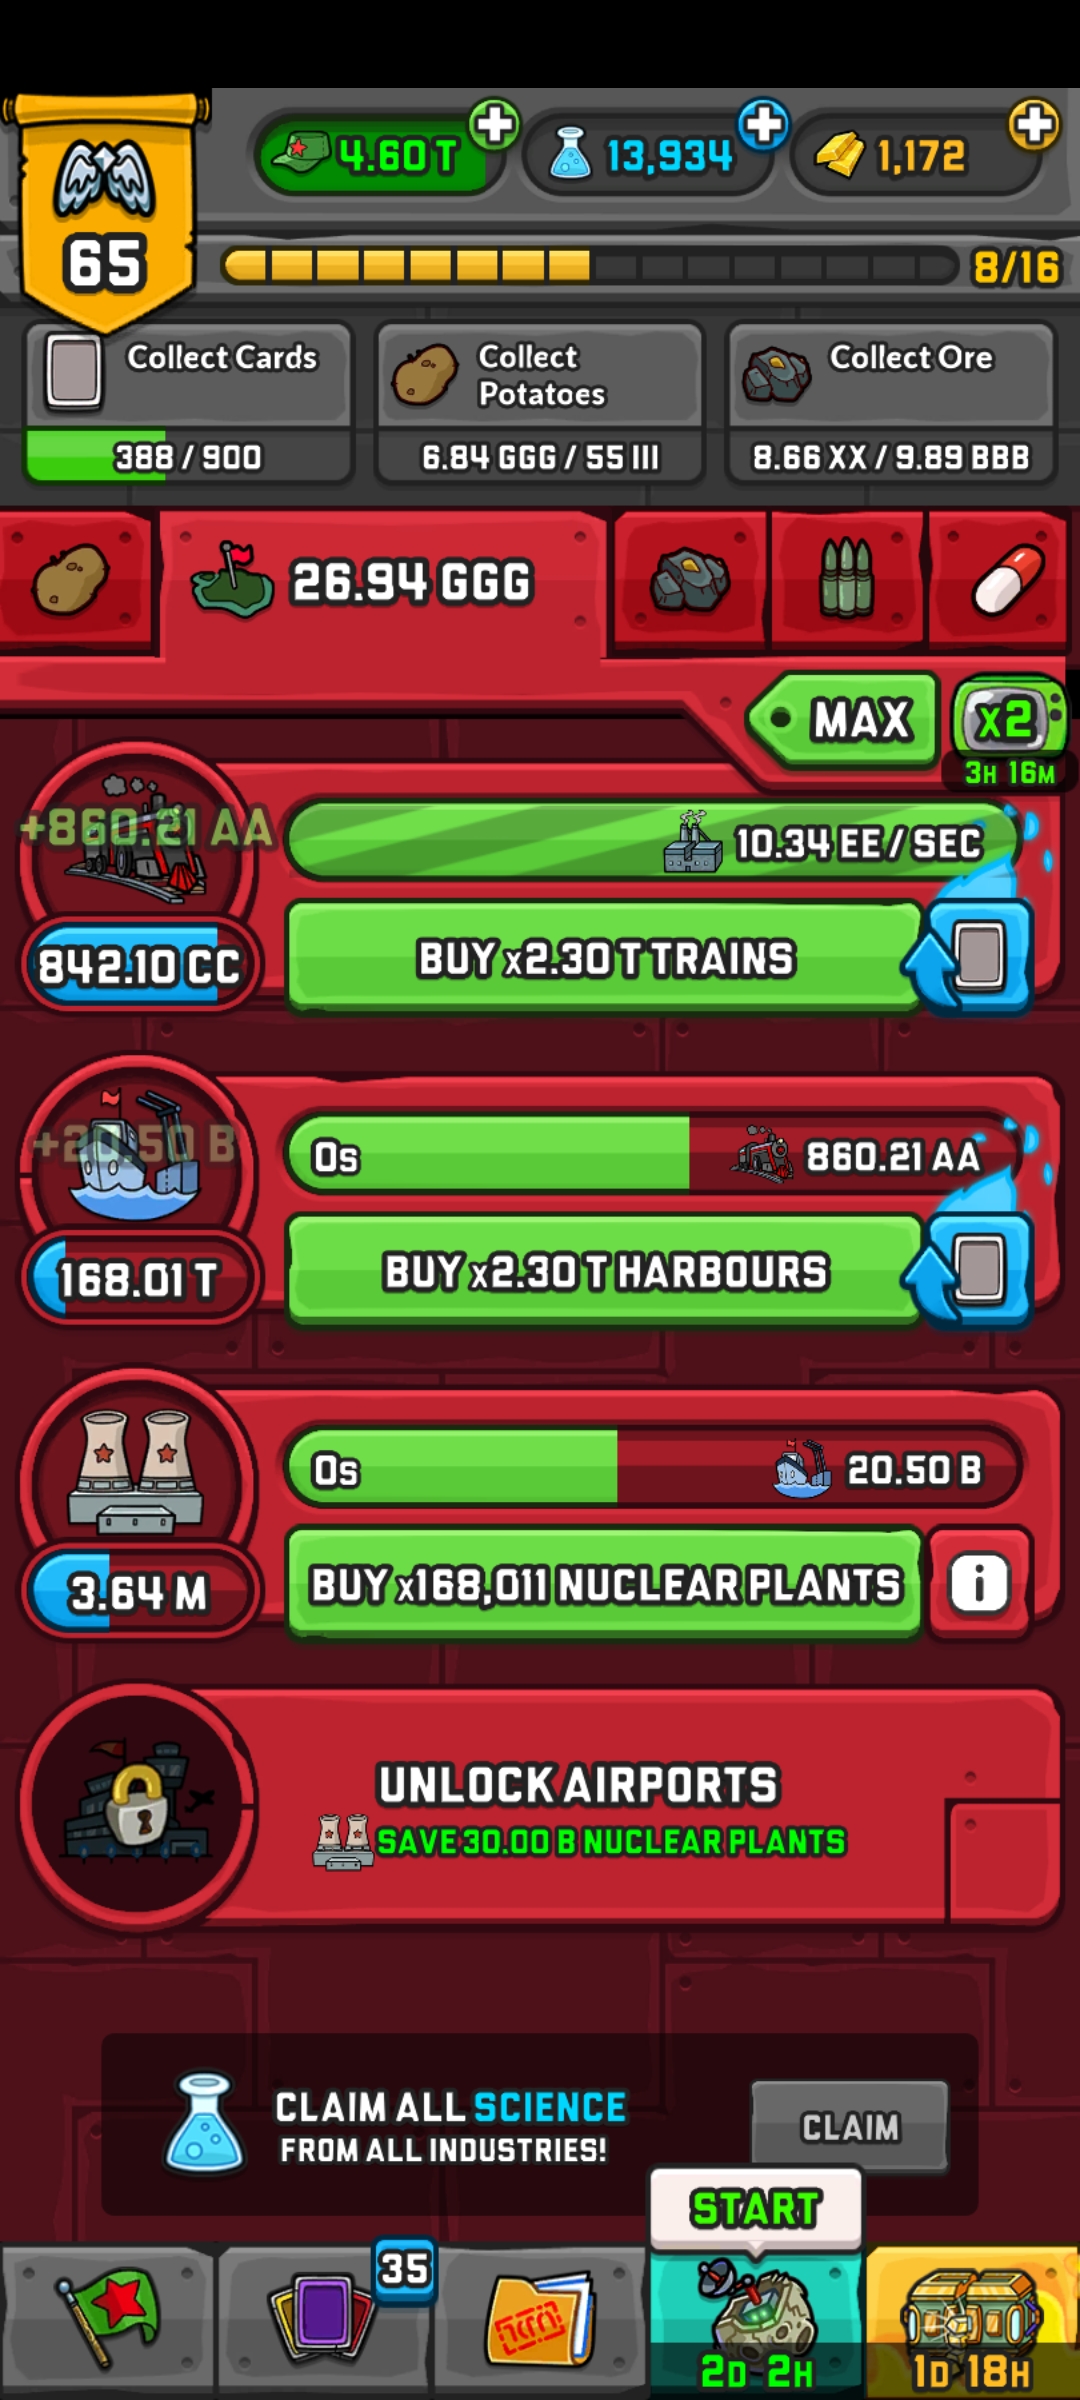 4.60 T
13,934
1,172
65
8/16
Collect Cards
388 / 900
Collect
Potatoes
6.84 GGG / 55 III
Collect Ore
8.66 XX / 9.89 BBB
26.94 GGG
MAX
x2
3H 16M
+860.21 AA
10.34 EE / SEC
842.10 CC
BUY x2.30 T TRAINS
+20.50 B
0s
860.21 AA
168.01 T
BUY x2.30 T HARBOURS
0s
20.50 B
3.64 M
BUY x168,011 NUCLEAR PLANTS
i
UNLOCK AIRPORTS
SAVE 30.00 B NUCLEAR PLANTS
CLAIM ALL SCIENCE
FROM ALL INDUSTRIES!
CLAIM
START
35
2D 2H
1D 18H